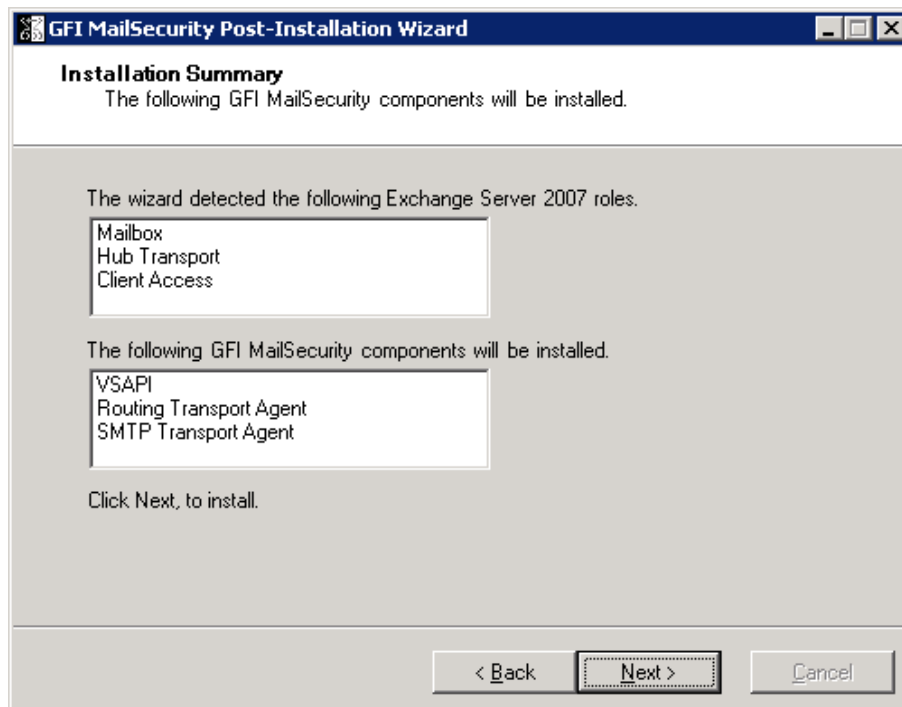 GFI MailSecurity Post-Installation Wizard
Installation Summary
The following GFI MailSecurity components will be installed.
The wizard detected the following Exchange Server 2007 roles.
Mailbox
Hub Transport
Client Access
The following GFI MailSecurity components will be installed.
VSAPI
Routing Transport Agent
SMTP Transport Agent
Click Next, to install.
< Back Next > Cancel